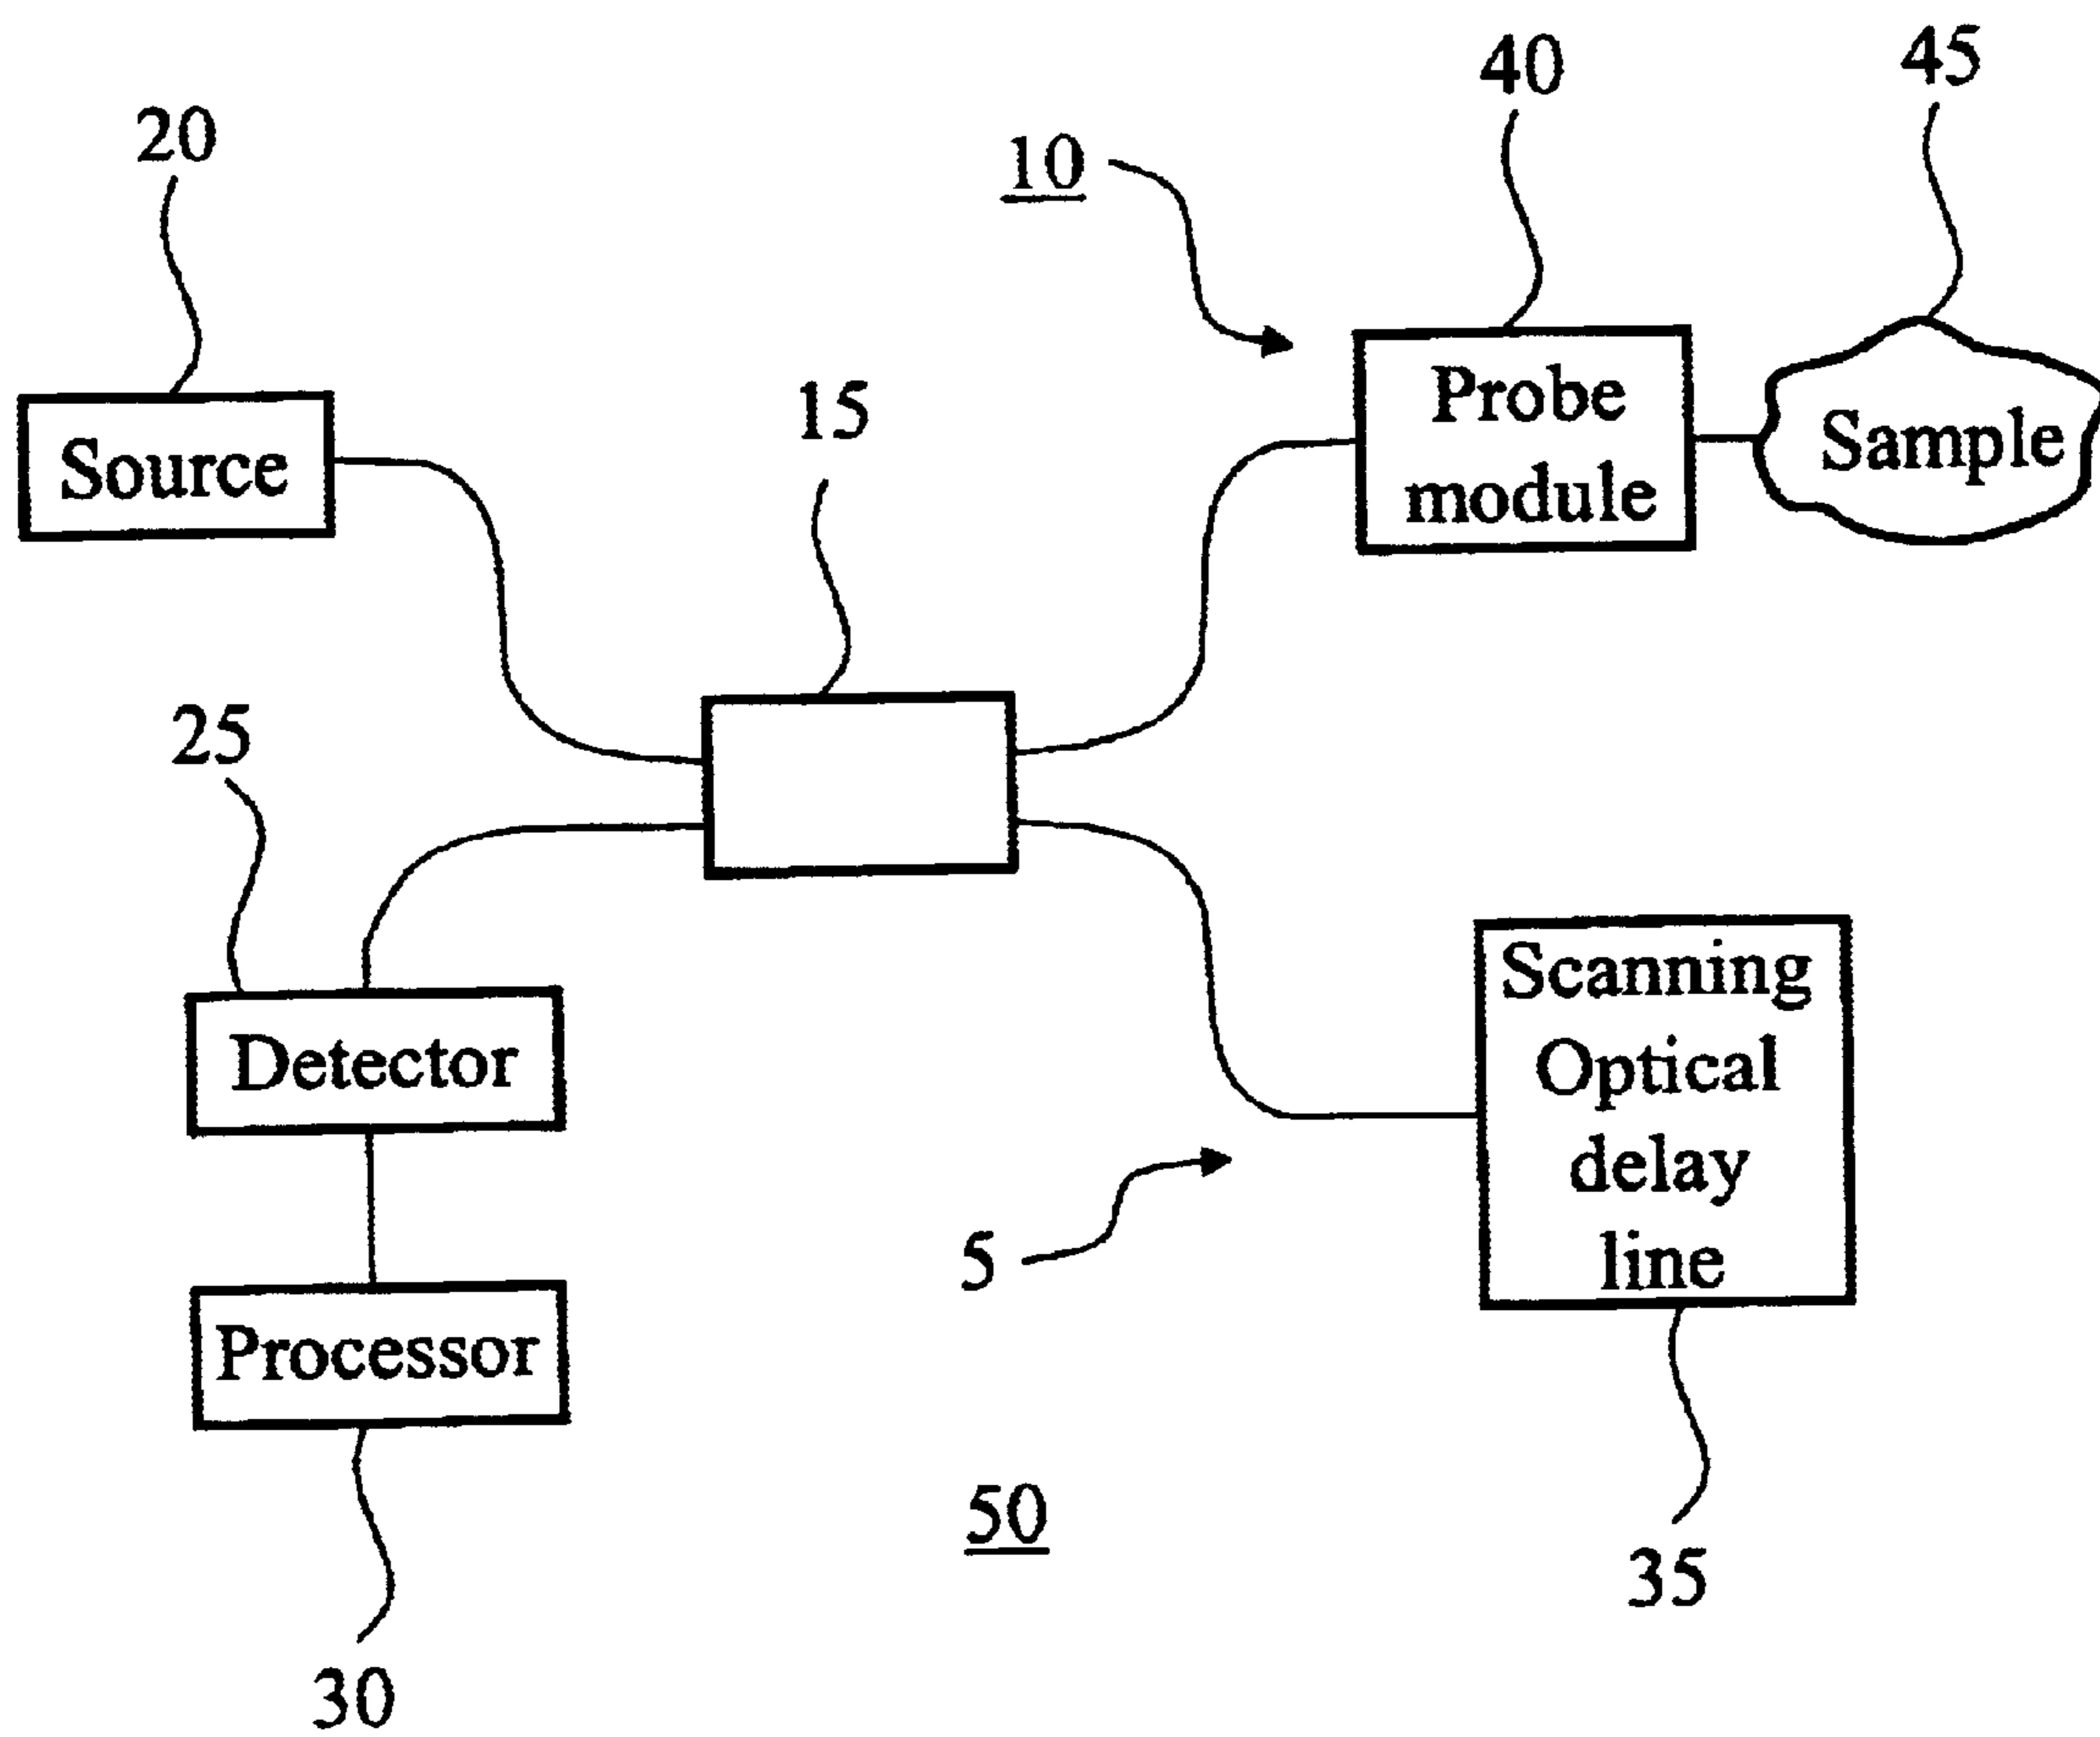 40
45
20
10
Probe
module
Sample
15
Source
25
Scanning
Optical
delay
line
Detector
5
Processor
50
35
30